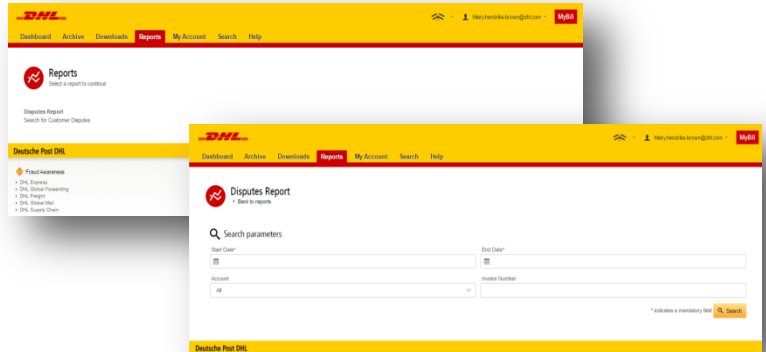 DHL
hilary.hendriks-brown@dhl.com
MyBill
Dashboard Archive Downloads Reports My Account Search Help
Reports
Select a report to continue
Disputes Report
Search for Customer Disputes
Deutsche Post DHL
Fraud Awareness
DHL Express
DHL Global Forwarding
DHL Freight
DHL Global Mail
DHL Supply Chain
DHL
hilary.hendriks-brown@dhl.com
MyBill
Dashboard Archive Downloads Reports My Account Search Help
Disputes Report
Back to reports
Search parameters
Start Date* End Date*
Account Invoice Number
All
* Indicates a mandatory field Search
Deutsche Post DHL